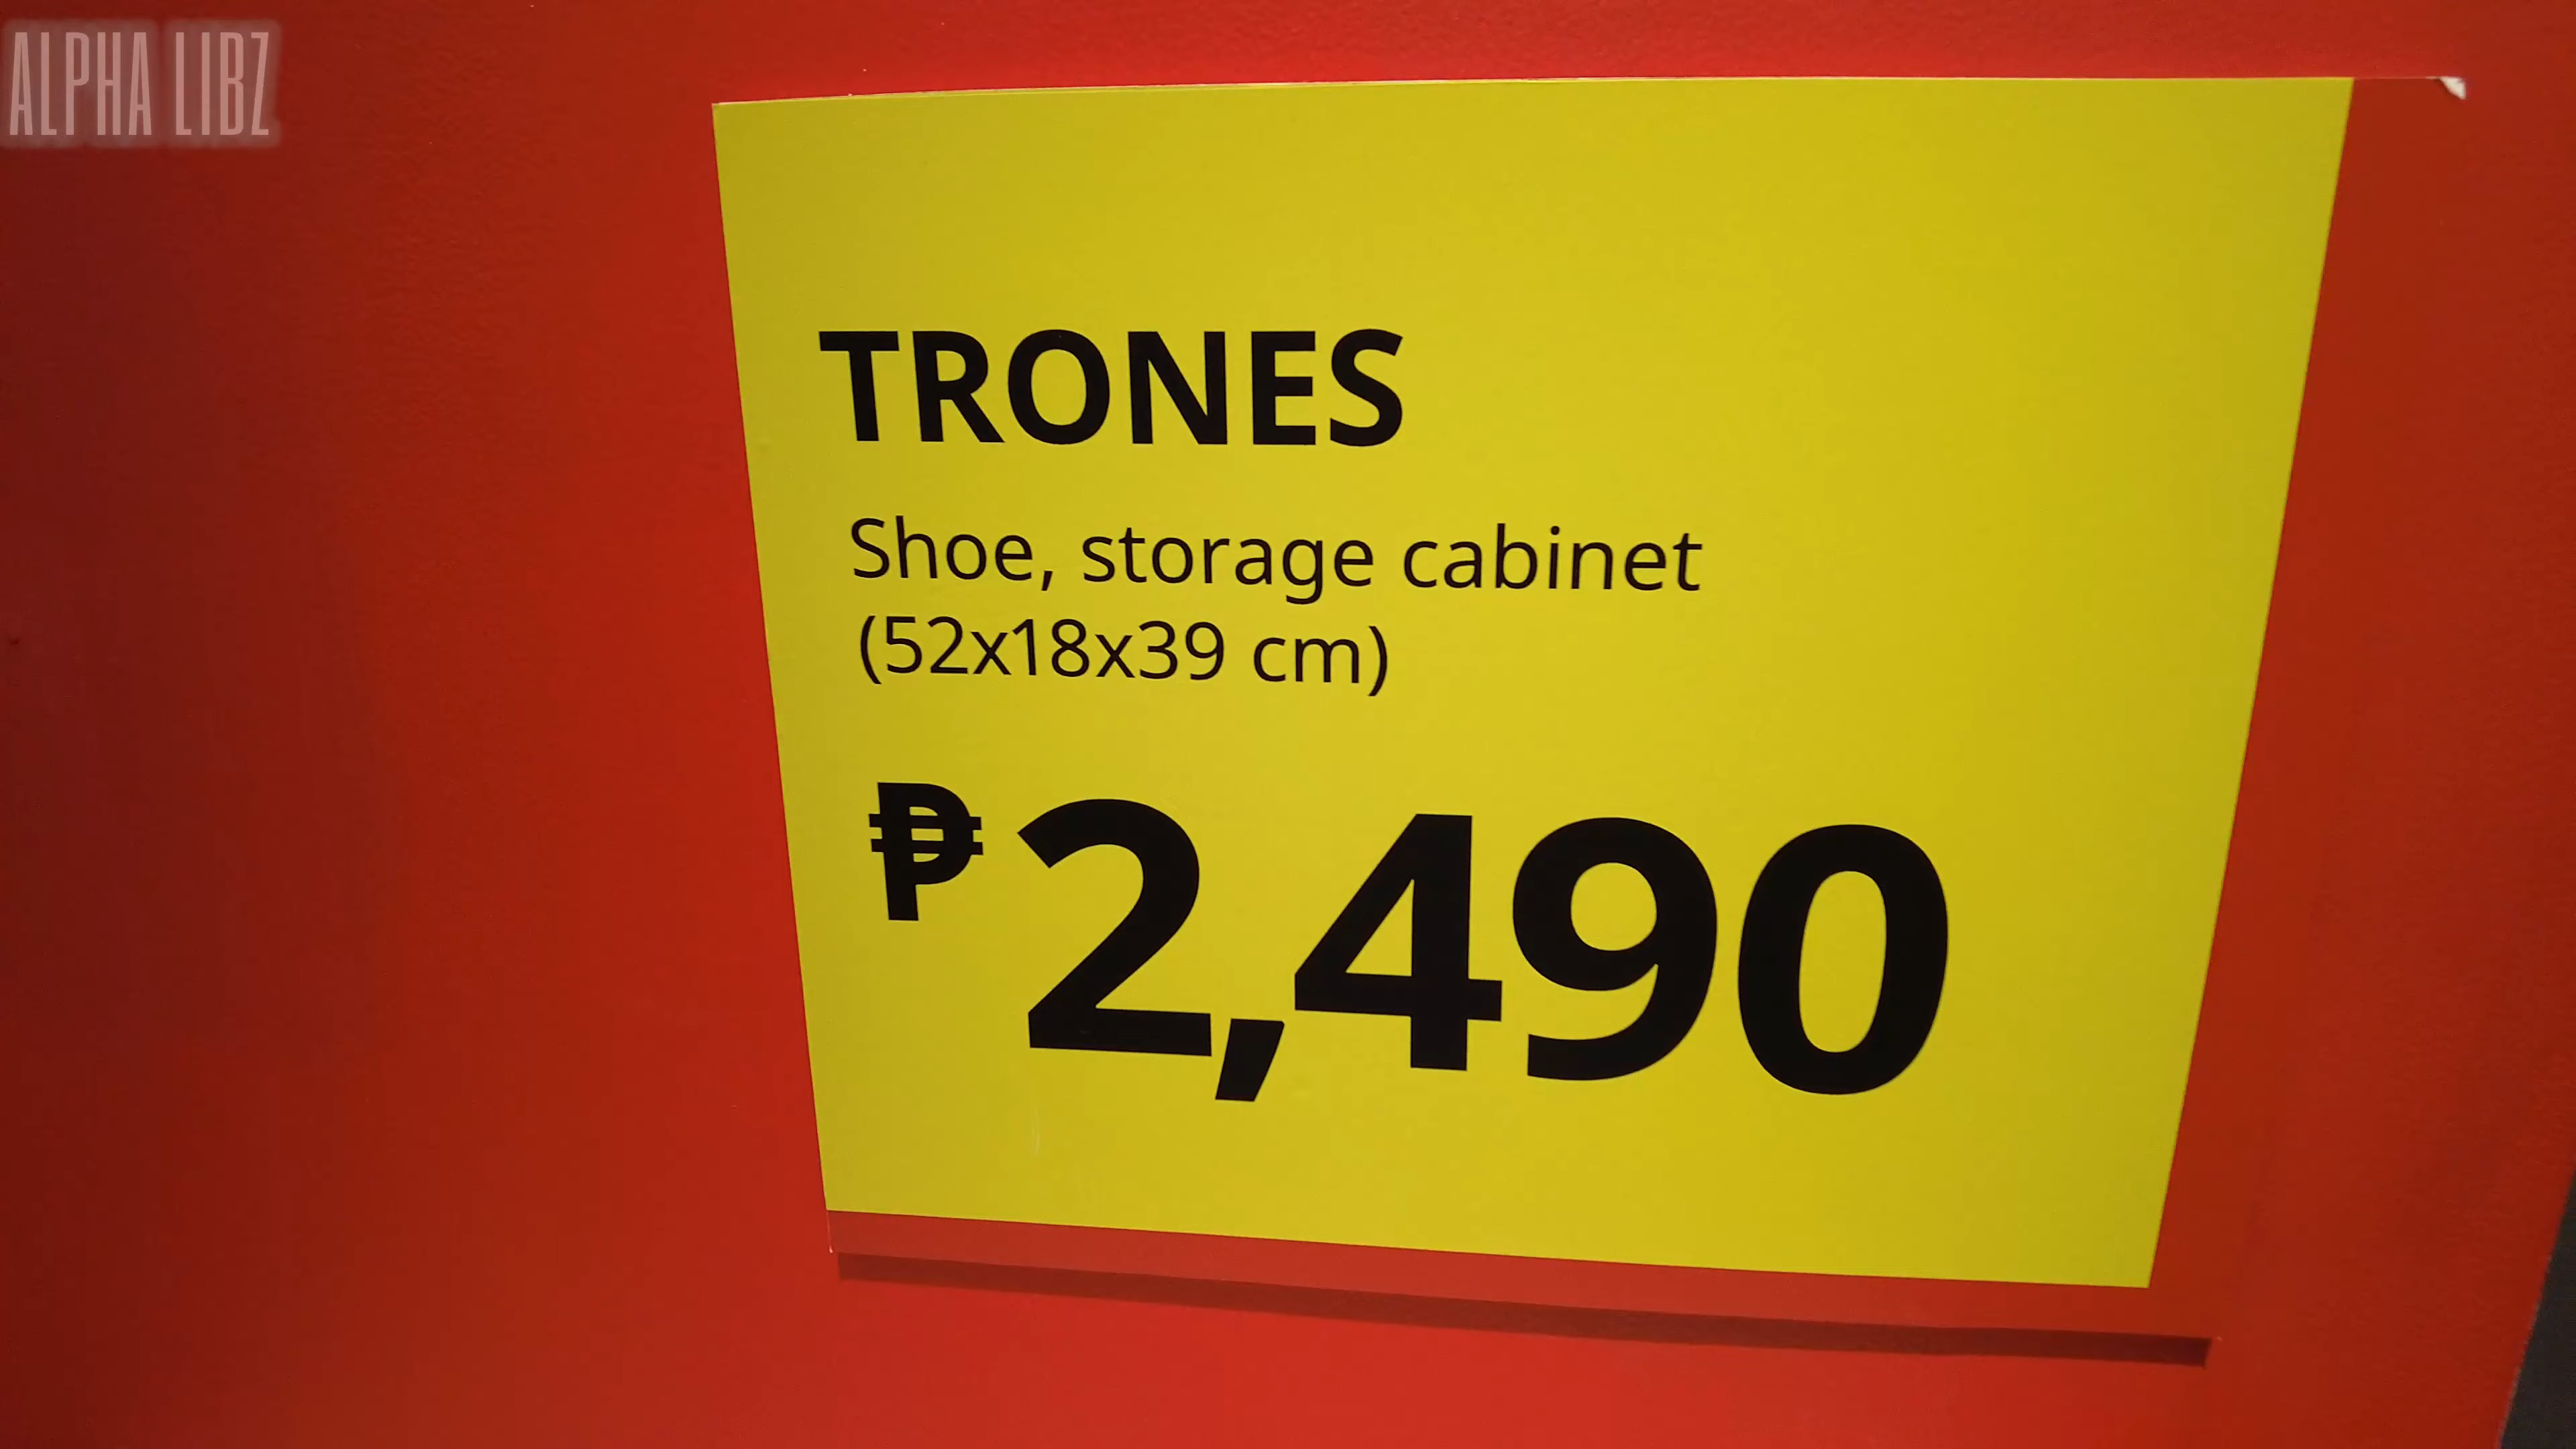 ALPHA LIBZ
TRONES
Shoe, storage cabinet
(52x18x39 cm)
₱2,490